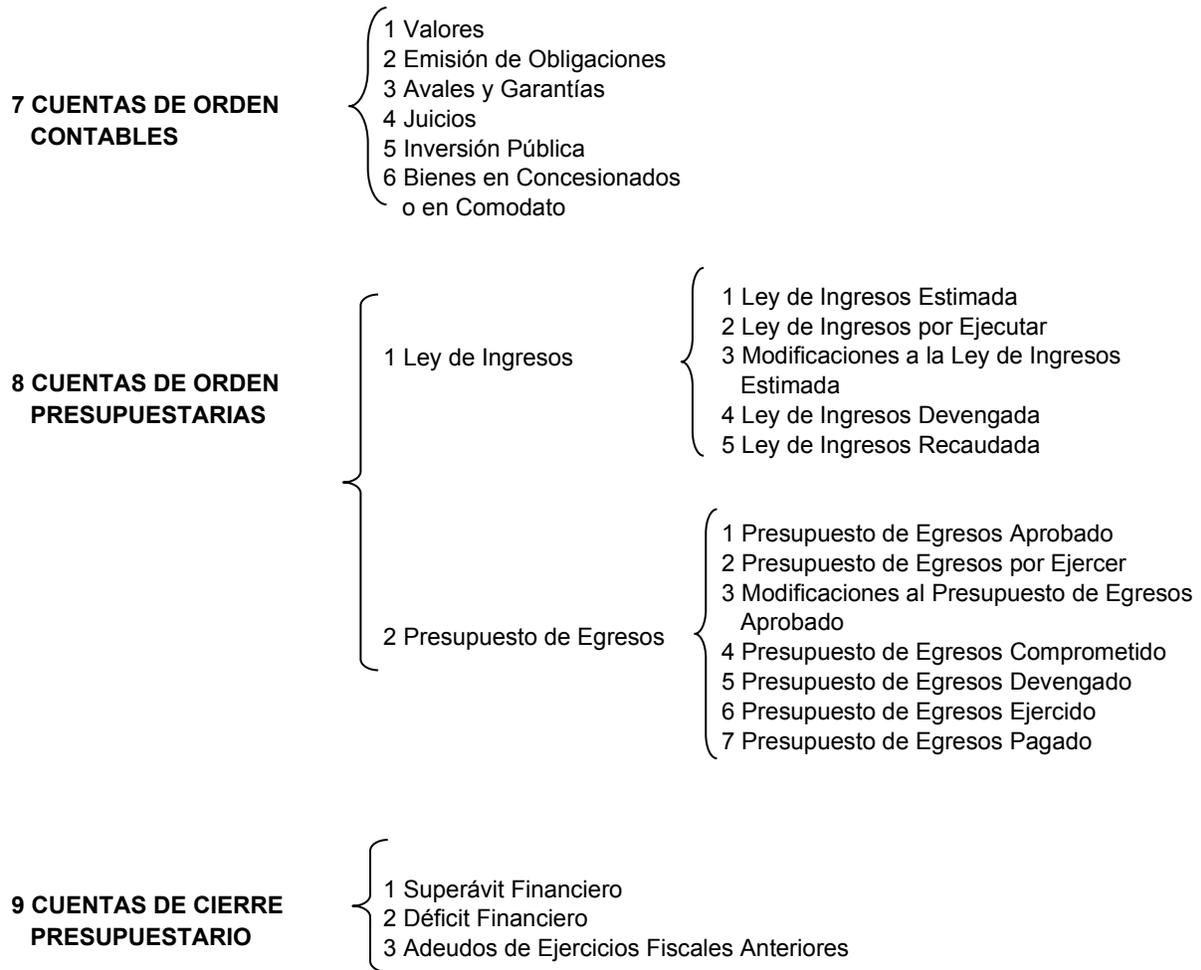 7 CUENTAS DE ORDEN
CONTABLES
1 Valores
2 Emisión de Obligaciones
3 Avales y Garantías
4 Juicios
5 Inversión Pública
6 Bienes en Concesionados
o en Comodato
8 CUENTAS DE ORDEN
PRESUPUESTARIAS
1 Ley de Ingresos
1 Ley de Ingresos Estimada
2 Ley de Ingresos por Ejecutar
3 Modificaciones a la Ley de Ingresos
Estimada
4 Ley de Ingresos Devengada
5 Ley de Ingresos Recaudada
2 Presupuesto de Egresos
1 Presupuesto de Egresos Aprobado
2 Presupuesto de Egresos por Ejercer
3 Modificaciones al Presupuesto de Egresos
Aprobado
4 Presupuesto de Egresos Comprometido
5 Presupuesto de Egresos Devengado
6 Presupuesto de Egresos Ejercido
7 Presupuesto de Egresos Pagado
9 CUENTAS DE CIERRE
PRESUPUESTARIO
1 Superávit Financiero
2 Déficit Financiero
3 Adeudos de Ejercicios Fiscales Anteriores